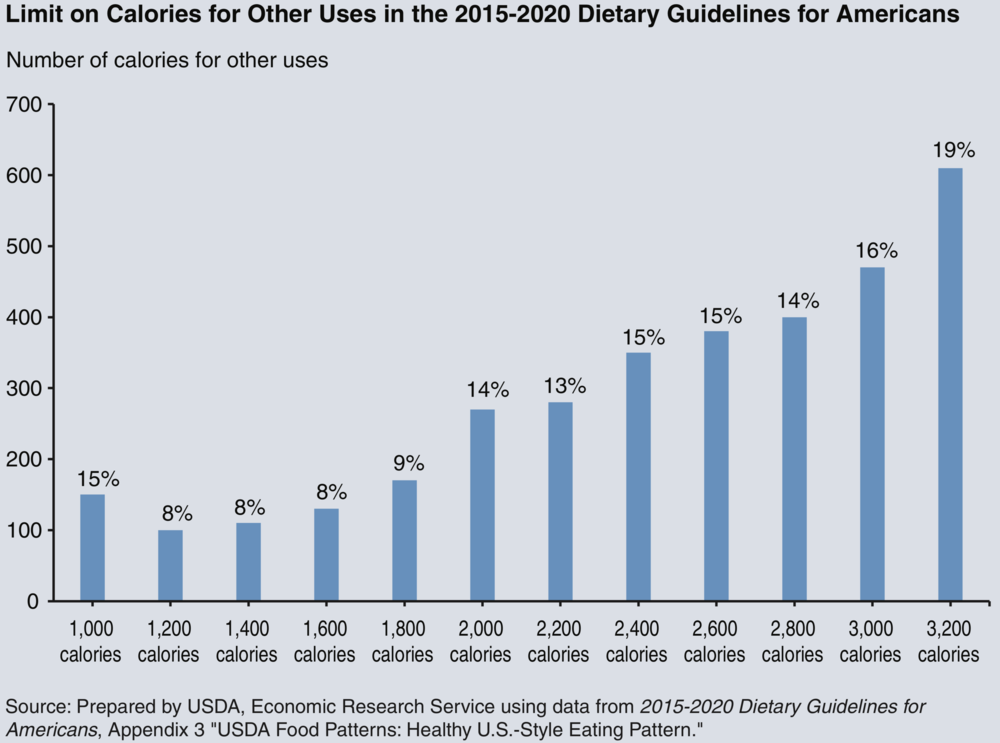 Limit on Calories for Other Uses in the 2015-2020 Dietary Guidelines for Americans
Number of calories for other uses
700
600
500
400
300
200
100
0
15%
8%
8%
8%
9%
14%
13%
15%
15%
14%
16%
19%
1,000 calories
1,200 calories
1,400 calories
1,600 calories
1,800 calories
2,000 calories
2,200 calories
2,400 calories
2,600 calories
2,800 calories
3,000 calories
3,200 calories
Source: Prepared by USDA, Economic Research Service using data from 2015-2020 Dietary Guidelines for
Americans, Appendix 3 "USDA Food Patterns: Healthy U.S.-Style Eating Pattern."